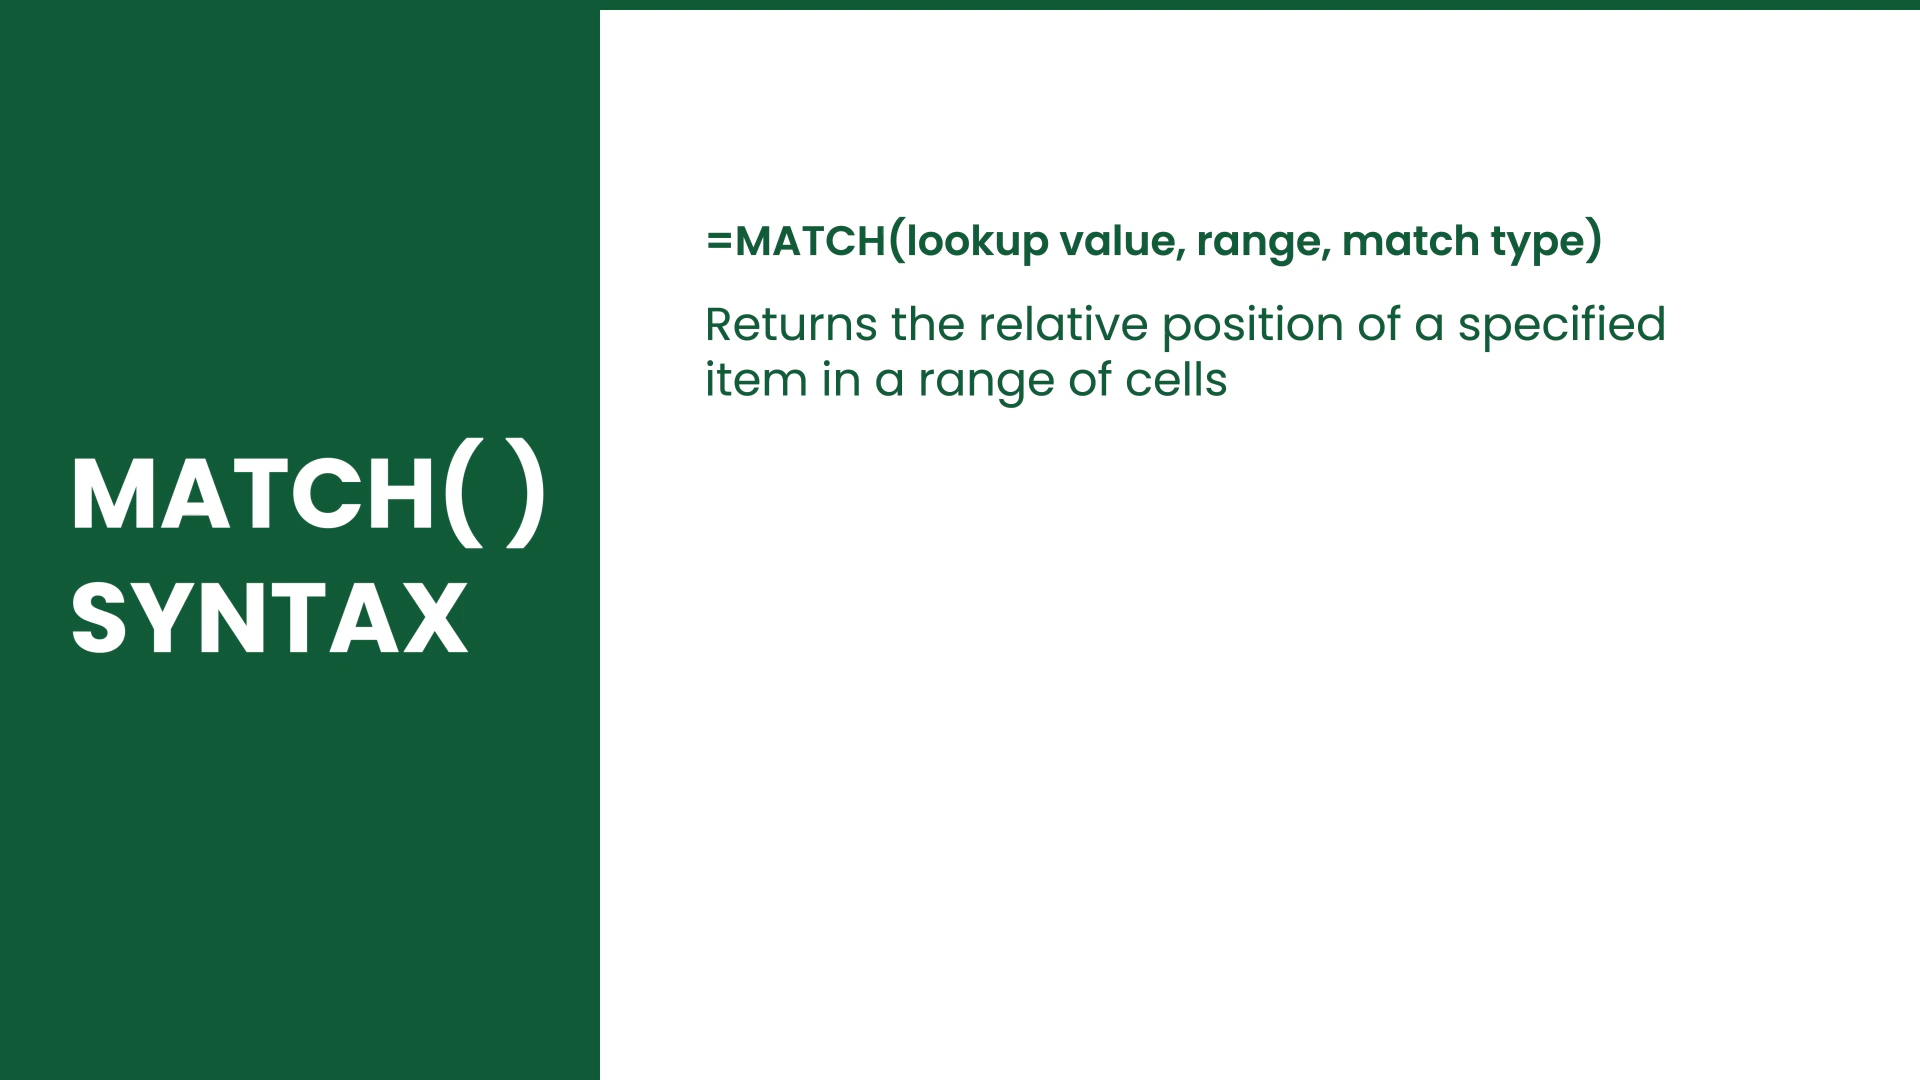 MATCH( )
SYNTAX
=MATCH(lookup value, range, match type)
Returns the relative position of a specified
item in a range of cells